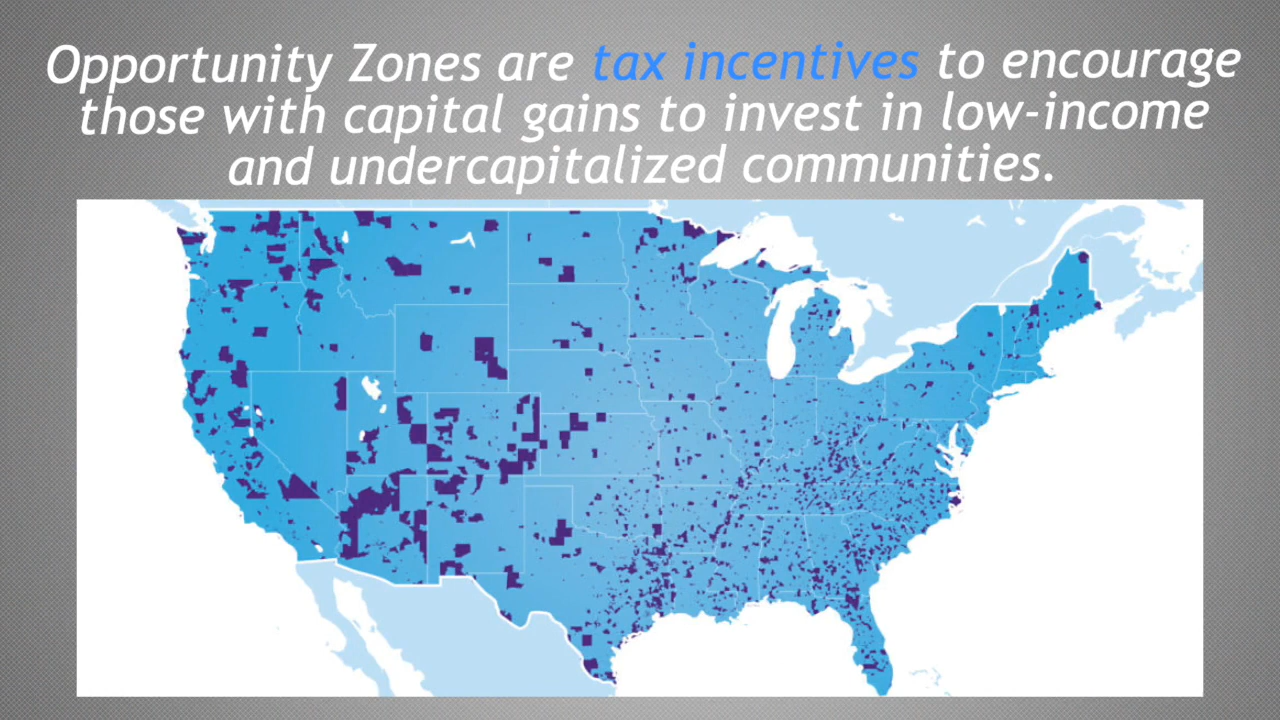 Opportunity Zones are tax incentives to encourage
those with capital gains to invest in low-income
and undercapitalized communities.